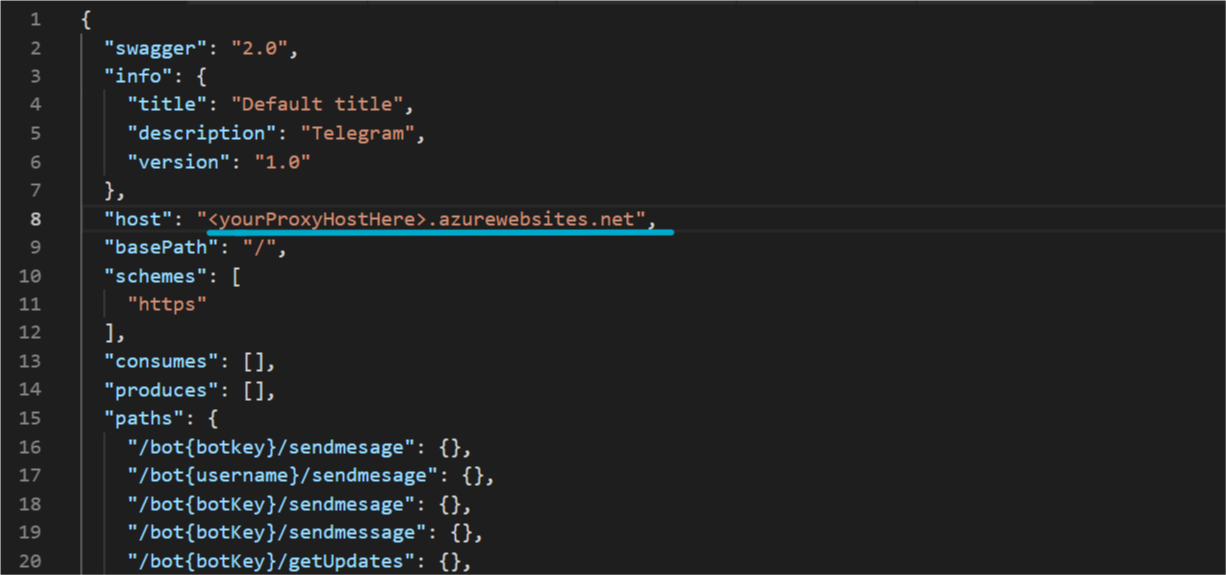 1 {
2 "swagger": "2.0",
3 "info": {
4 "title": "Default title",
5 "description": "Telegram",
6 "version": "1.0"
7 },
8 "host": "<yourProxyHostHere>.azurewebsites.net",
9 "basePath": "/",
10 "schemes": [
11 "https"
12 ],
13 "consumes": [],
14 "produces": [],
15 "paths": {
16 "/bot{botkey}/sendmesage": {},
17 "/bot{username}/sendmesage": {},
18 "/bot{botKey}/sendmesage": {},
19 "/bot{botKey}/sendmessage": {},
20 "/bot{botKey}/getUpdates": {},